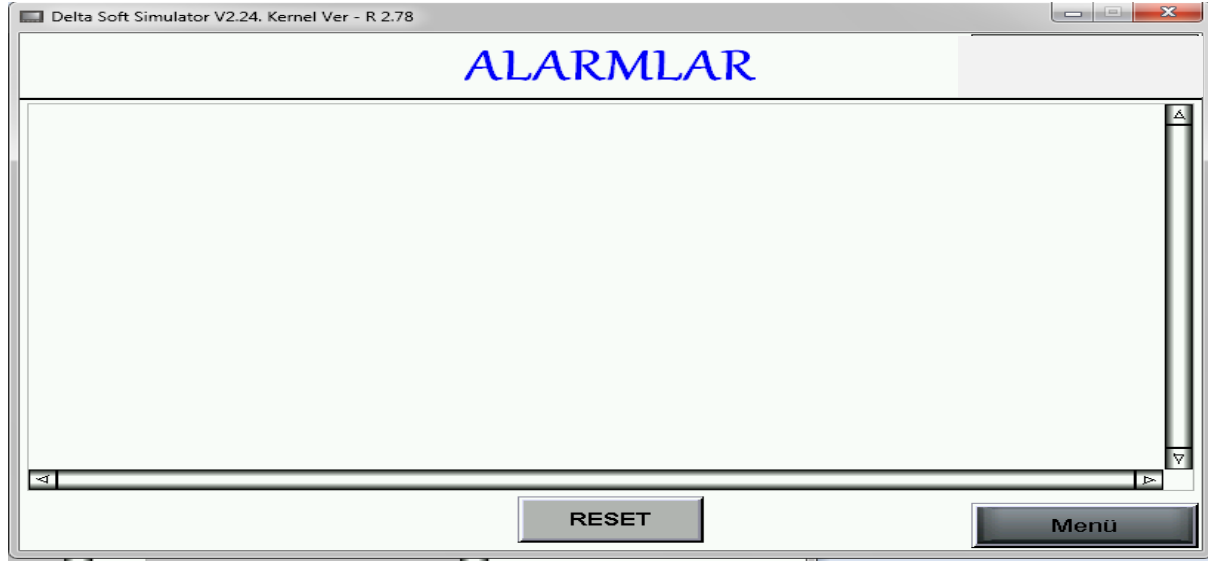 Delta Soft Simulator V2.24. Kernel Ver - R 2.78
ALARMLAR
RESET
Menü